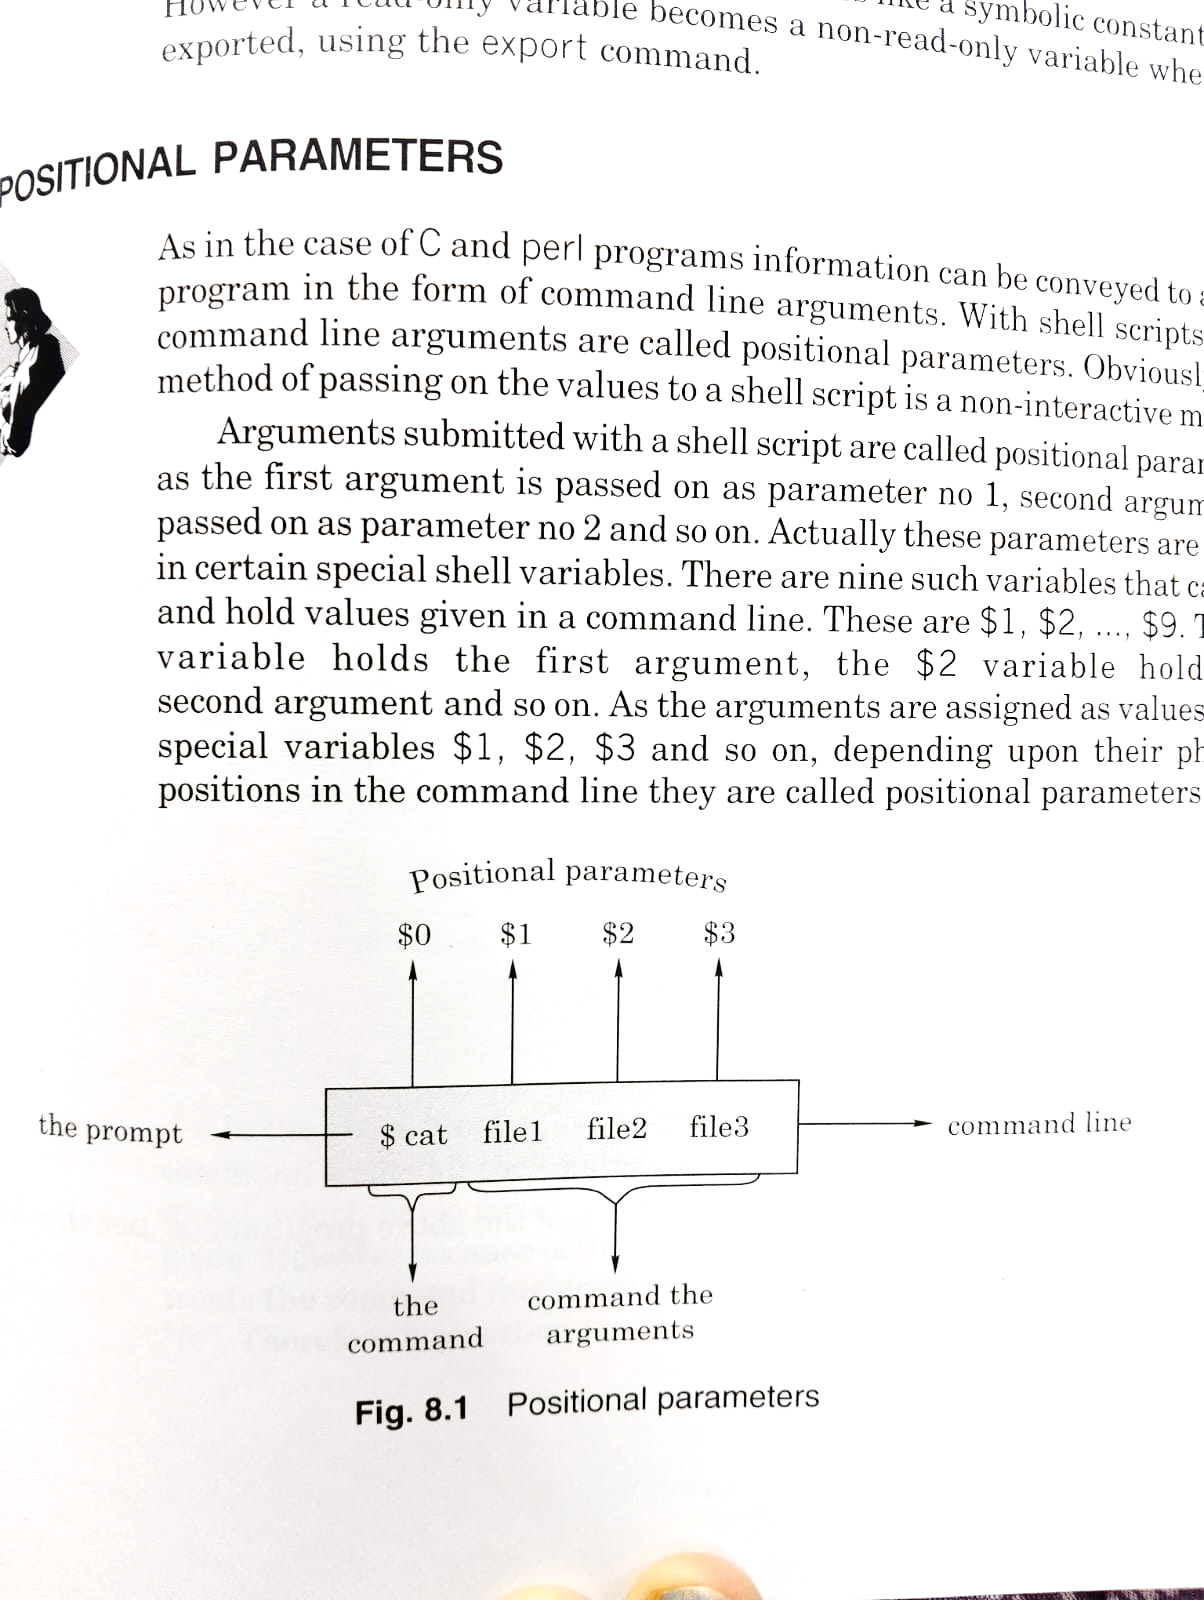 However a read-only variable becomes a non-read-only variable
a symbolic constant
exported, using the export command.
POSITIONAL PARAMETERS
As in the case of C and perl programs information can be conveyed to
program in the form of command line arguments. With shell scripts
command line arguments are called positional parameters.
method of passing on the values to a shell script is a non-interactive
Arguments submitted with a shell script are called positional
as the first argument is passed on as parameter no 1, second
passed on as parameter no 2 and so on. Actually these parameters are
in certain special shell variables. There are nine such variables that
and hold values given in a command line. These are $1, $2, ..., $9.
variable holds the first argument, the $2 variable hold
second argument and so on. As the arguments are assigned as values
special variables $1, $2, $3 and so on, depending upon their
positions in the command line they are called positional parameters
Positional parameters
$0 $1 $2 $3
the prompt $ cat file1 file2 file3 command line
the command the
command arguments
Fig. 8.1 Positional parameters